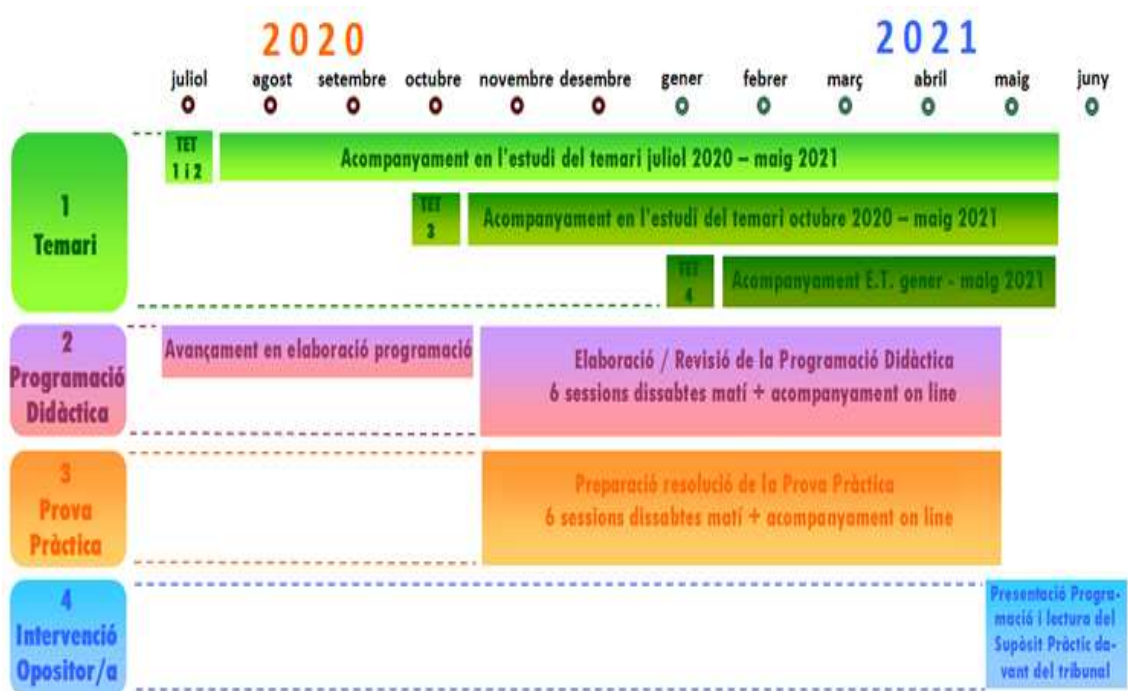 2020
2021
juliol agost setembre octubre novembre desembre gener febrer març abril maig juny
1
Temari
TET
1 i 2
Acompanyament en l'estudi del temari juliol 2020 – maig 2021
TET
3
Acompanyament en l'estudi del temari octubre 2020 – maig 2021
TET
4
Acompanyament E.T. gener - maig 2021
2
Programació
Didàctica
Avançament en elaboració programació
Elaboració / Revisió de la Programació Didàctica
6 sessions dissabtes matí + acompanyament on line
3
Prova
Pràctica
Preparació resolució de la Prova Pràctica
6 sessions dissabtes matí + acompanyament on line
4
Intervenció
Opositor/a
Presentació Progra-
mació i lectura del
Supòsit Pràctic da-
vant del tribunal